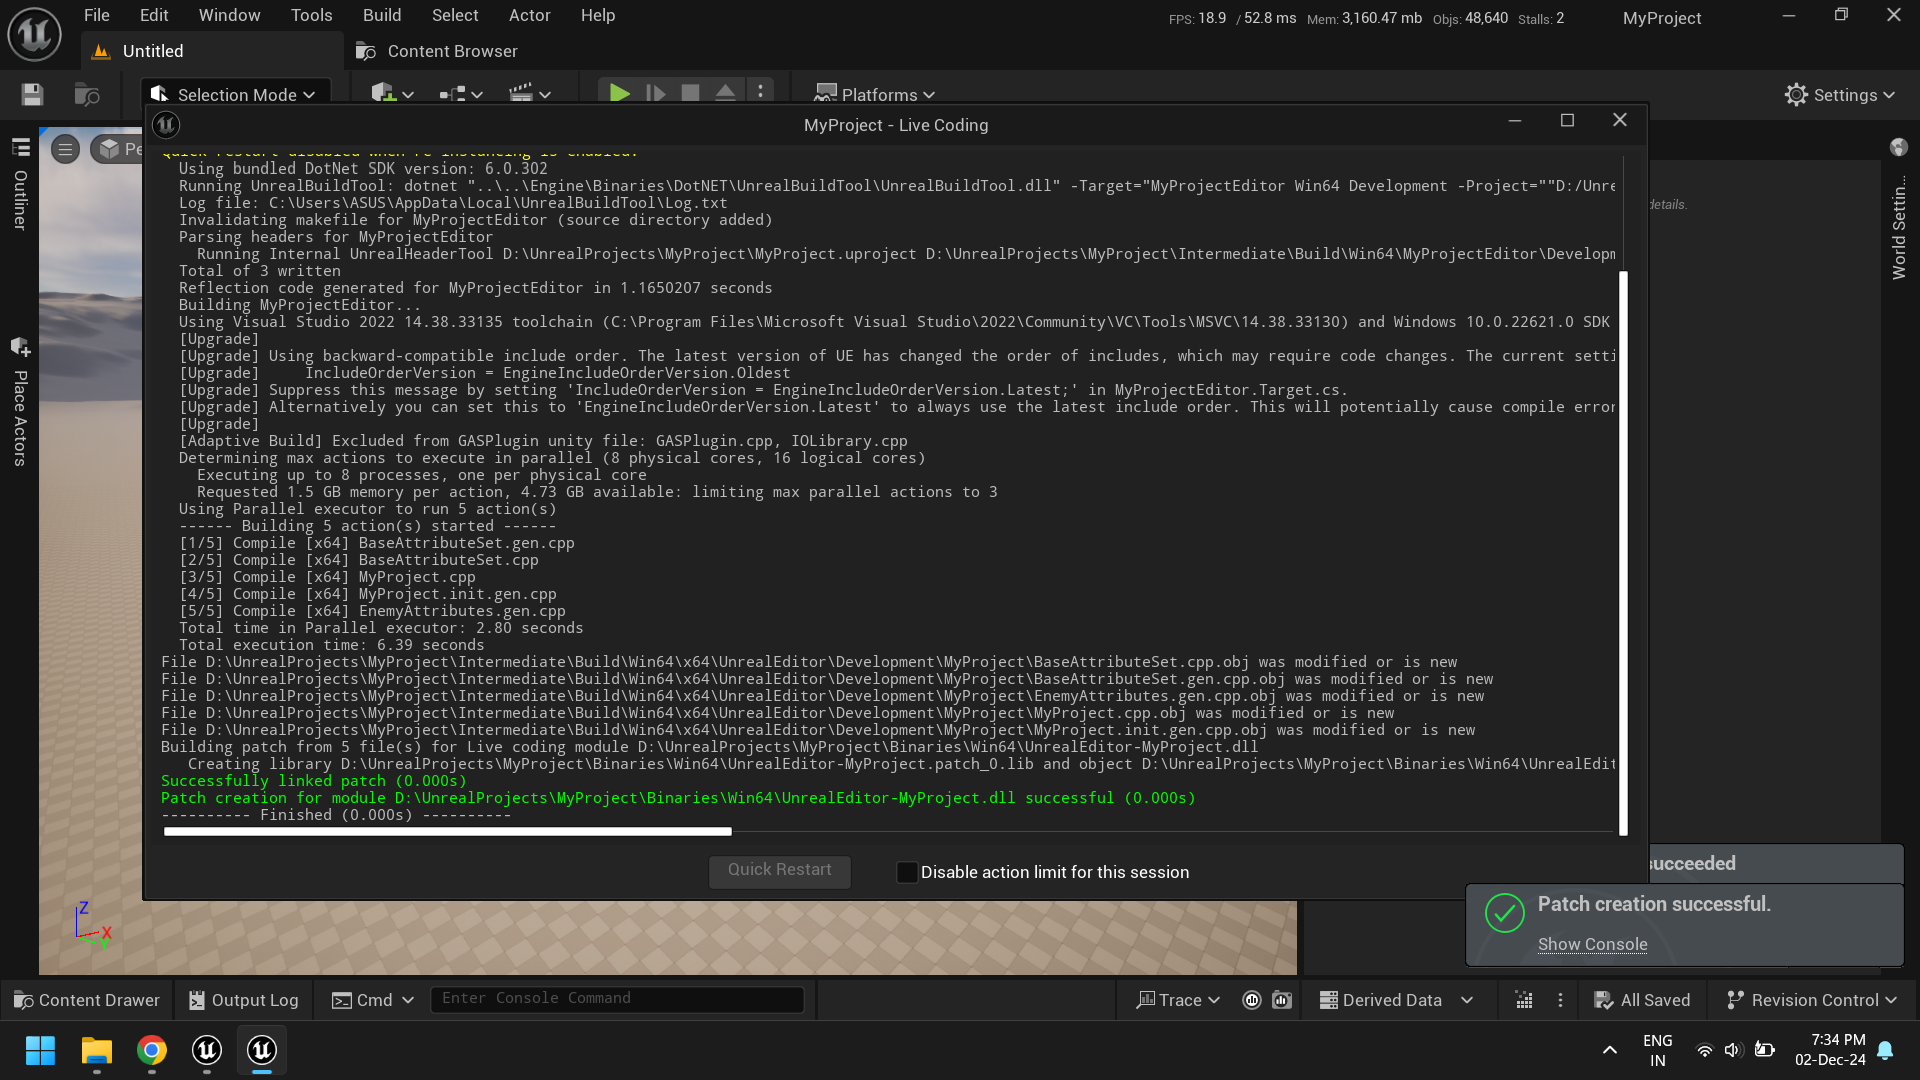 File Edit Window Tools Build Select Actor Help
FPS: 18.9 / 52.8 ms Mem: 3,160.47 mb Objs: 48,640 Stalls: 2
MyProject
Untitled
Content Browser
Selection Mode
Platforms
Settings
MyProject - Live Coding
Pe
Outliner
Place Actors
World Settin...
details.
Quick restart disabled when re-instancing is enabled.
Using bundled DotNet SDK version: 6.0.302
Running UnrealBuildTool: dotnet "..\..\Engine\Binaries\DotNET\UnrealBuildTool\UnrealBuildTool.dll" -Target="MyProjectEditor Win64 Development -Project=""D:/Unre
Log file: C:\Users\ASUS\AppData\Local\UnrealBuildTool\Log.txt
Invalidating makefile for MyProjectEditor (source directory added)
Parsing headers for MyProjectEditor
Running Internal UnrealHeaderTool D:\UnrealProjects\MyProject\MyProject.uproject D:\UnrealProjects\MyProject\Intermediate\Build\Win64\MyProjectEditor\Developm
Total of 3 written
Reflection code generated for MyProjectEditor in 1.1650207 seconds
Building MyProjectEditor...
Using Visual Studio 2022 14.38.33135 toolchain (C:\Program Files\Microsoft Visual Studio\2022\Community\VC\Tools\MSVC\14.38.33130) and Windows 10.0.22621.0 SDK
[Upgrade]
[Upgrade] Using backward-compatible include order. The latest version of UE has changed the order of includes, which may require code changes. The current setti
[Upgrade] IncludeOrderVersion = EngineIncludeOrderVersion.Oldest
[Upgrade] Suppress this message by setting 'IncludeOrderVersion = EngineIncludeOrderVersion.Latest;' in MyProjectEditor.Target.cs.
[Upgrade] Alternatively you can set this to 'EngineIncludeOrderVersion.Latest' to always use the latest include order. This will potentially cause compile error
[Upgrade]
[Adaptive Build] Excluded from GASPlugin unity file: GASPlugin.cpp, IOLibrary.cpp
Determining max actions to execute in parallel (8 physical cores, 16 logical cores)
Executing up to 8 processes, one per physical core
Requested 1.5 GB memory per action, 4.73 GB available: limiting max parallel actions to 3
Using Parallel executor to run 5 action(s)
------ Building 5 action(s) started ------
[1/5] Compile [x64] BaseAttributeSet.gen.cpp
[2/5] Compile [x64] BaseAttributeSet.cpp
[3/5] Compile [x64] MyProject.cpp
[4/5] Compile [x64] MyProject.init.gen.cpp
[5/5] Compile [x64] EnemyAttributes.gen.cpp
Total time in Parallel executor: 2.80 seconds
Total execution time: 6.39 seconds
File D:\UnrealProjects\MyProject\Intermediate\Build\Win64\x64\UnrealEditor\Development\MyProject\BaseAttributeSet.cpp.obj was modified or is new
File D:\UnrealProjects\MyProject\Intermediate\Build\Win64\x64\UnrealEditor\Development\MyProject\BaseAttributeSet.gen.cpp.obj was modified or is new
File D:\UnrealProjects\MyProject\Intermediate\Build\Win64\x64\UnrealEditor\Development\MyProject\EnemyAttributes.gen.cpp.obj was modified or is new
File D:\UnrealProjects\MyProject\Intermediate\Build\Win64\x64\UnrealEditor\Development\MyProject\MyProject.cpp.obj was modified or is new
File D:\UnrealProjects\MyProject\Intermediate\Build\Win64\x64\UnrealEditor\Development\MyProject\MyProject.init.gen.cpp.obj was modified or is new
Building patch from 5 file(s) for Live coding module D:\UnrealProjects\MyProject\Binaries\Win64\UnrealEditor-MyProject.dll
Creating library D:\UnrealProjects\MyProject\Binaries\Win64\UnrealEditor-MyProject.patch_0.lib and object D:\UnrealProjects\MyProject\Binaries\Win64\UnrealEdit
Successfully linked patch (0.000s)
Patch creation for module D:\UnrealProjects\MyProject\Binaries\Win64\UnrealEditor-MyProject.dll successful (0.000s)
---------- Finished (0.000s) ----------
Quick Restart
Disable action limit for this session
succeeded
Patch creation successful.
Show Console
Z
X
Y
Content Drawer
Output Log
Cmd
Enter Console Command
Trace
Derived Data
All Saved
Revision Control
ENG
IN
7:34 PM
02-Dec-24